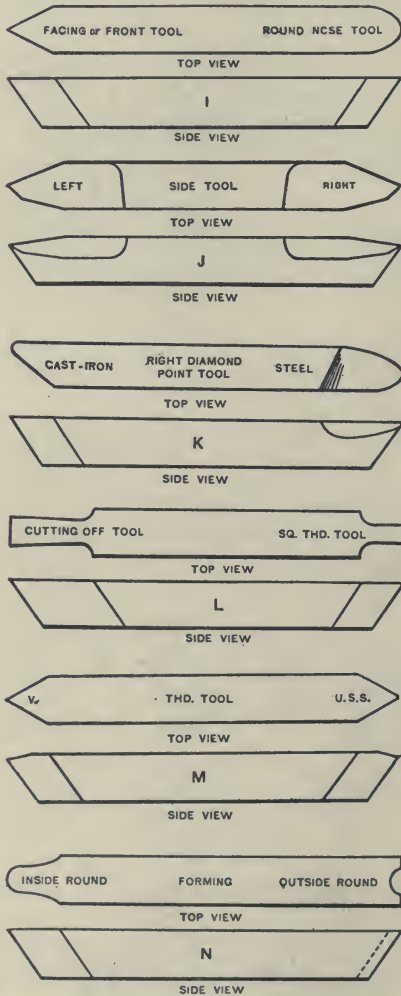 FACING or FRONT TOOL ROUND NCSE TOOL
TOP VIEW
I
SIDE VIEW
LEFT SIDE TOOL RIGHT
TOP VIEW
J
SIDE VIEW
CAST-IRON RIGHT DIAMOND POINT TOOL STEEL
TOP VIEW
K
SIDE VIEW
CUTTING OFF TOOL SQ. THD. TOOL
TOP VIEW
L
SIDE VIEW
V THD. TOOL U.S.S.
TOP VIEW
M
SIDE VIEW
INSIDE ROUND FORMING OUTSIDE ROUND
TOP VIEW
N
SIDE VIEW